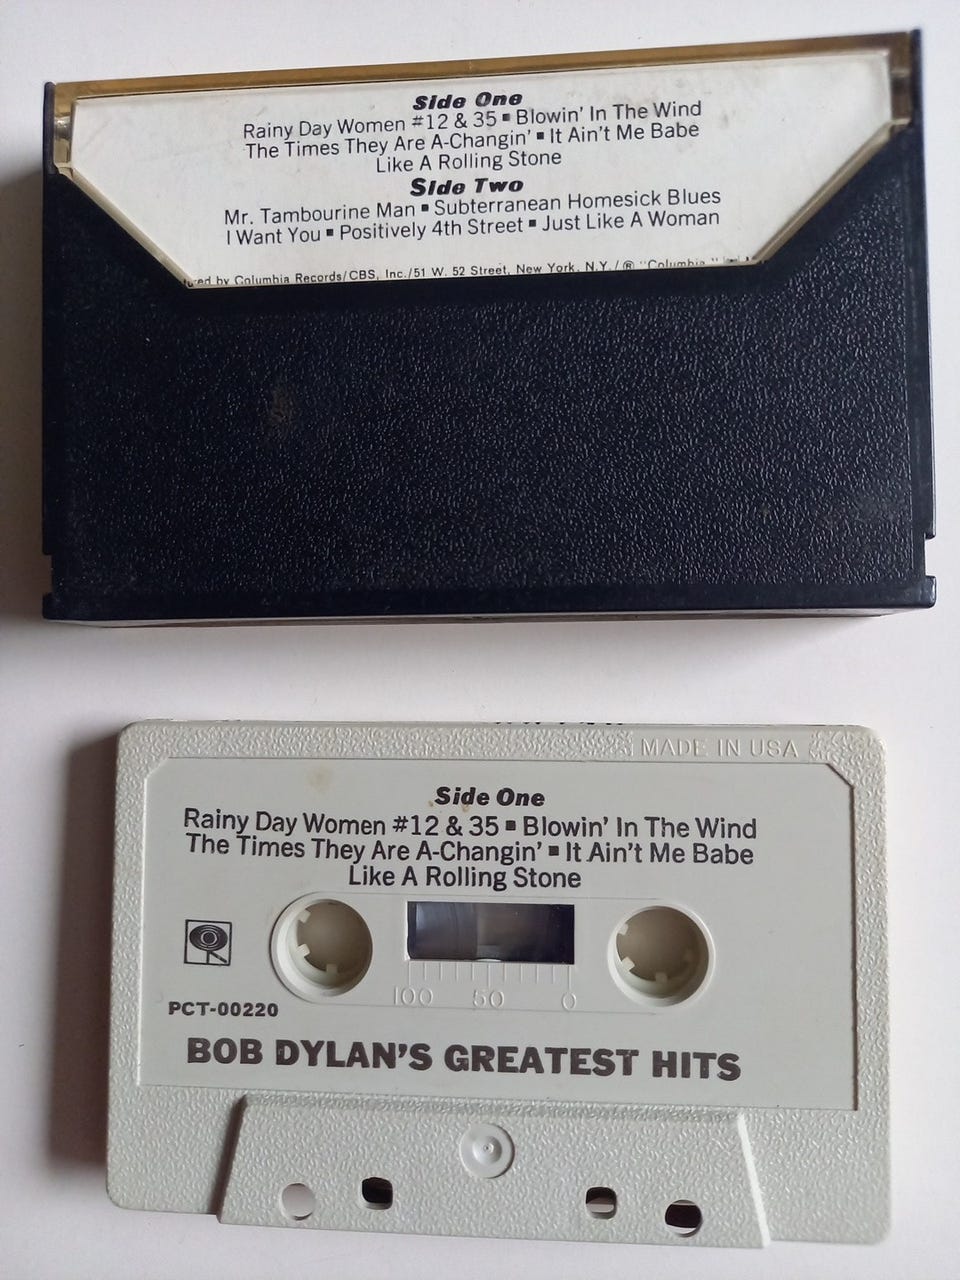 Side One
Rainy Day Women #12 & 35 ▪ Blowin' In The Wind
The Times They Are A-Changin' ▪ It Ain't Me Babe
Like A Rolling Stone
Side Two
Mr. Tambourine Man ▪ Subterranean Homesick Blues
I Want You ▪ Positively 4th Street ▪ Just Like A Woman
by Columbia Records/CBS, Inc./51 W. 52 Street, New York, N.Y./® "Columbia,"
MADE IN USA
Side One
Rainy Day Women #12 & 35 ▪ Blowin' In The Wind
The Times They Are A-Changin' ▪ It Ain't Me Babe
Like A Rolling Stone
100 50 0
PCT-00220
BOB DYLAN'S GREATEST HITS